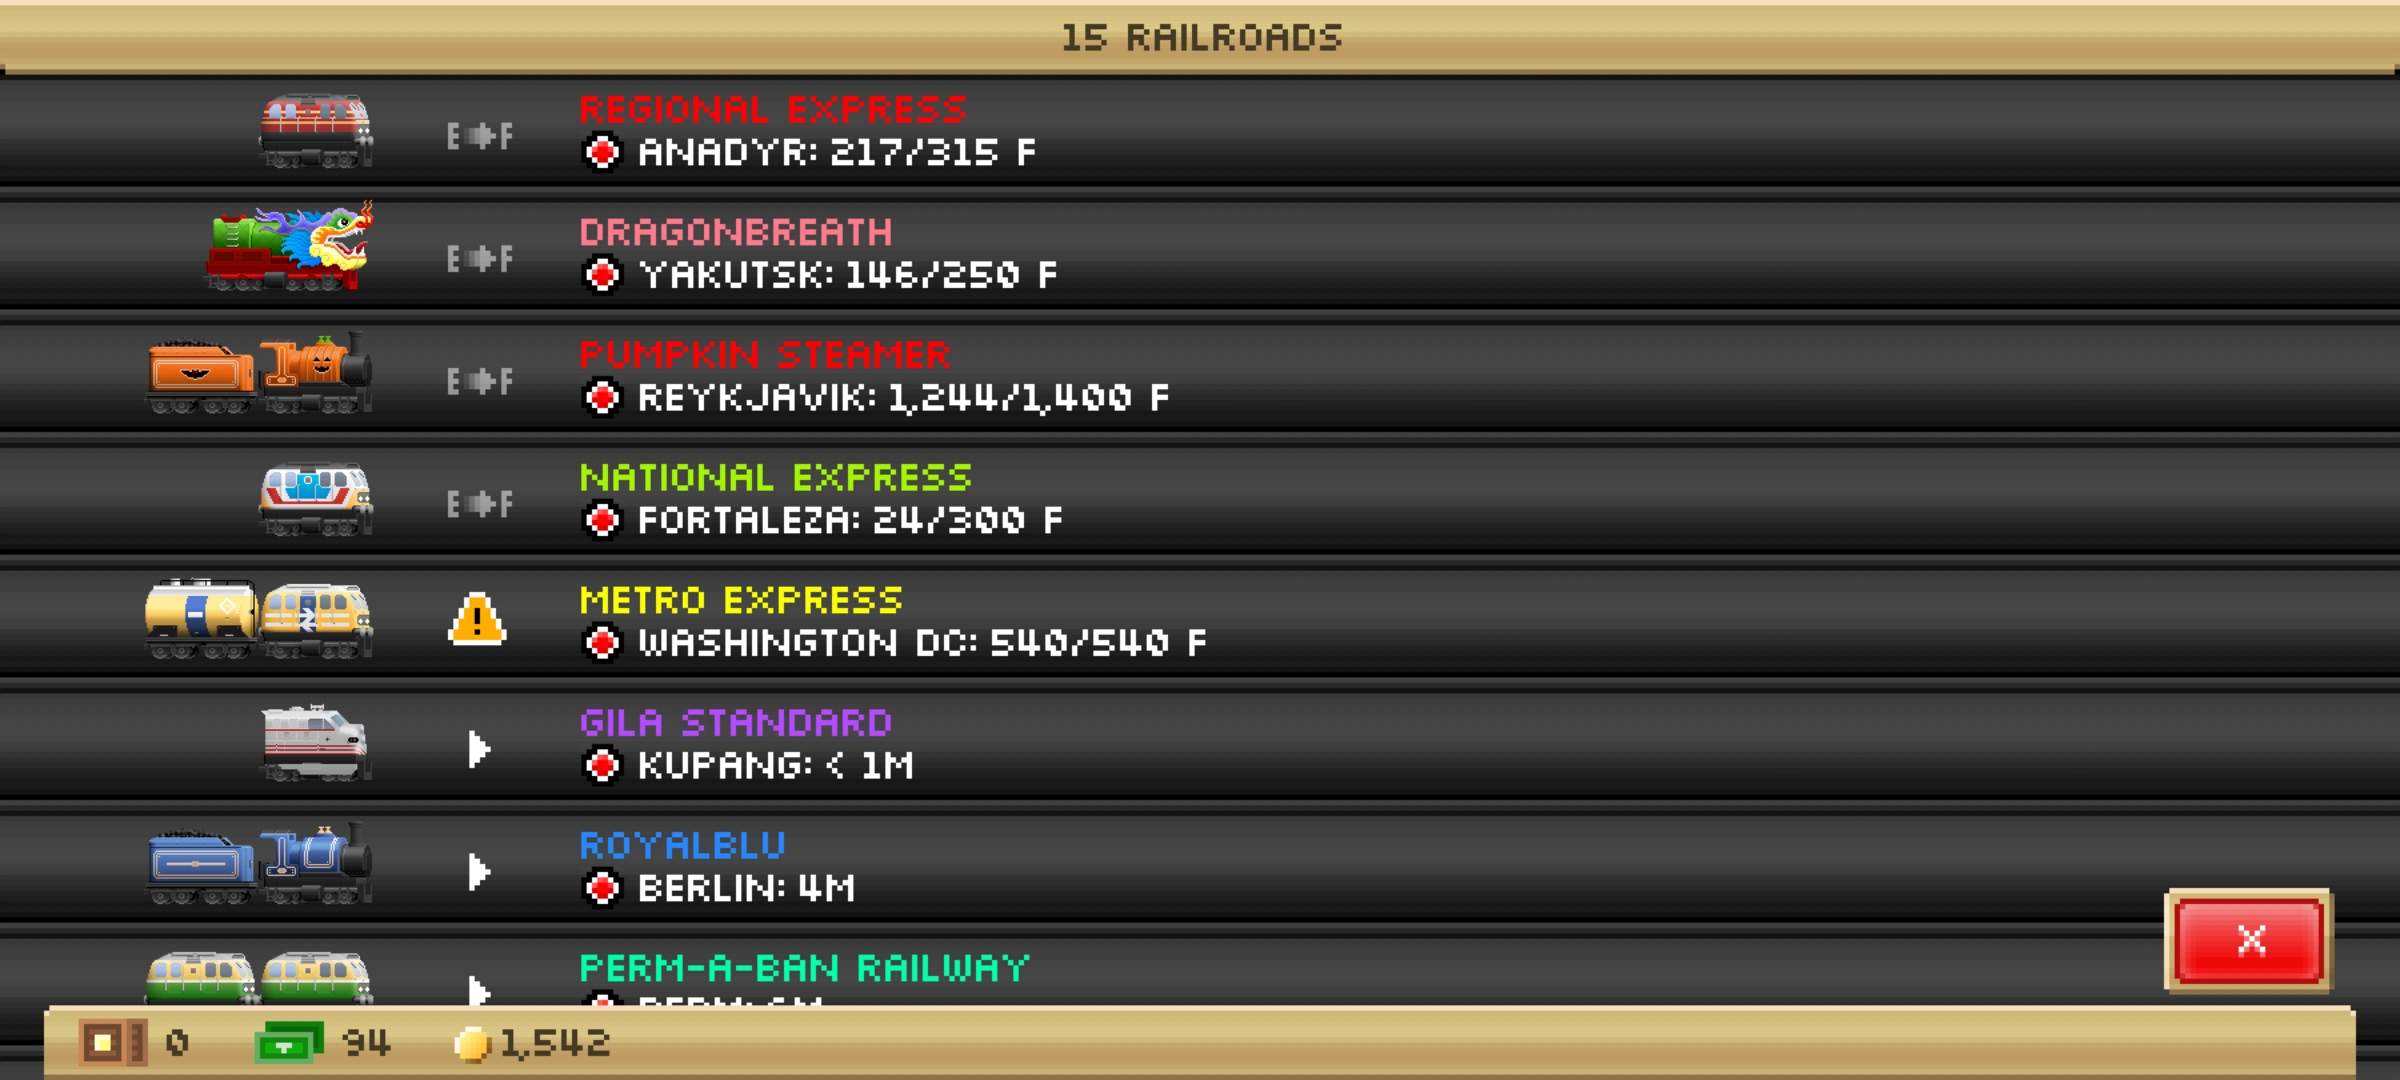 15 RAILROADS
REGIONAL EXPRESS
E F
ANADYR: 217/315 F
DRAGONBREATH
E F
YAKUTSK: 146/250 F
PUMPKIN STEAMER
E F
REYKJAVIK: 1,244/1,400 F
NATIONAL EXPRESS
E F
FORTALEZA: 24/300 F
METRO EXPRESS
WASHINGTON DC: 540/540 F
GILA STANDARD
KUPANG: < 1M
ROYALBLU
BERLIN: 4M
PERM-A-BAN RAILWAY
X
0 94 1,542